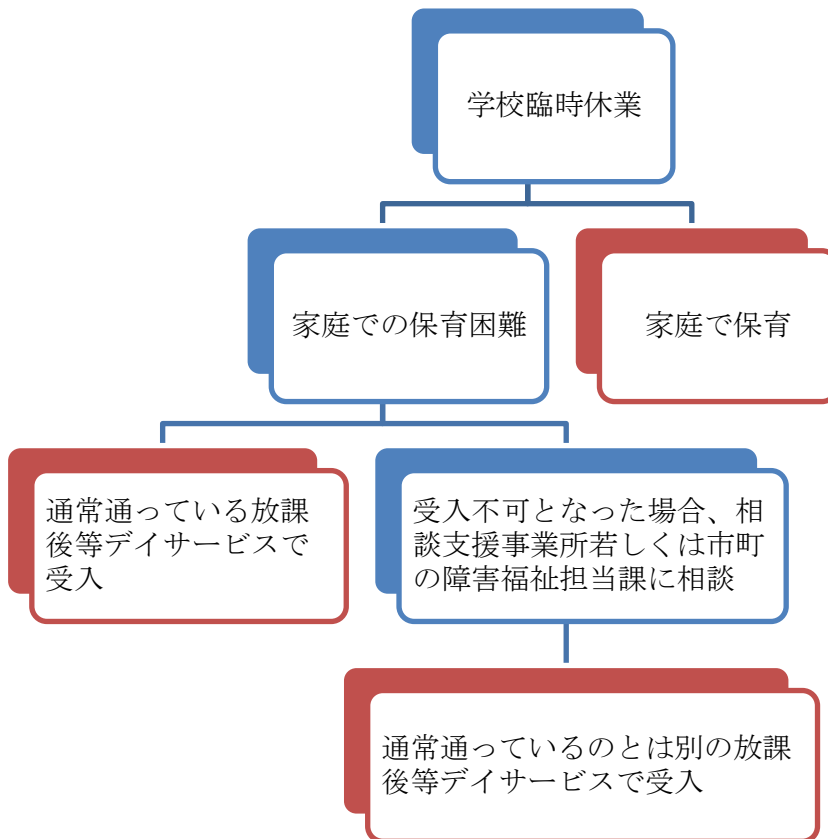 学校臨時休業
家庭での保育困難
家庭で保育
通常通っている放課
後等デイサービスで
受入
受入不可となった場合、相
談支援事業所若しくは市町
の障害福祉担当課に相談
通常通っているのとは別の放課
後等デイサービスで受入